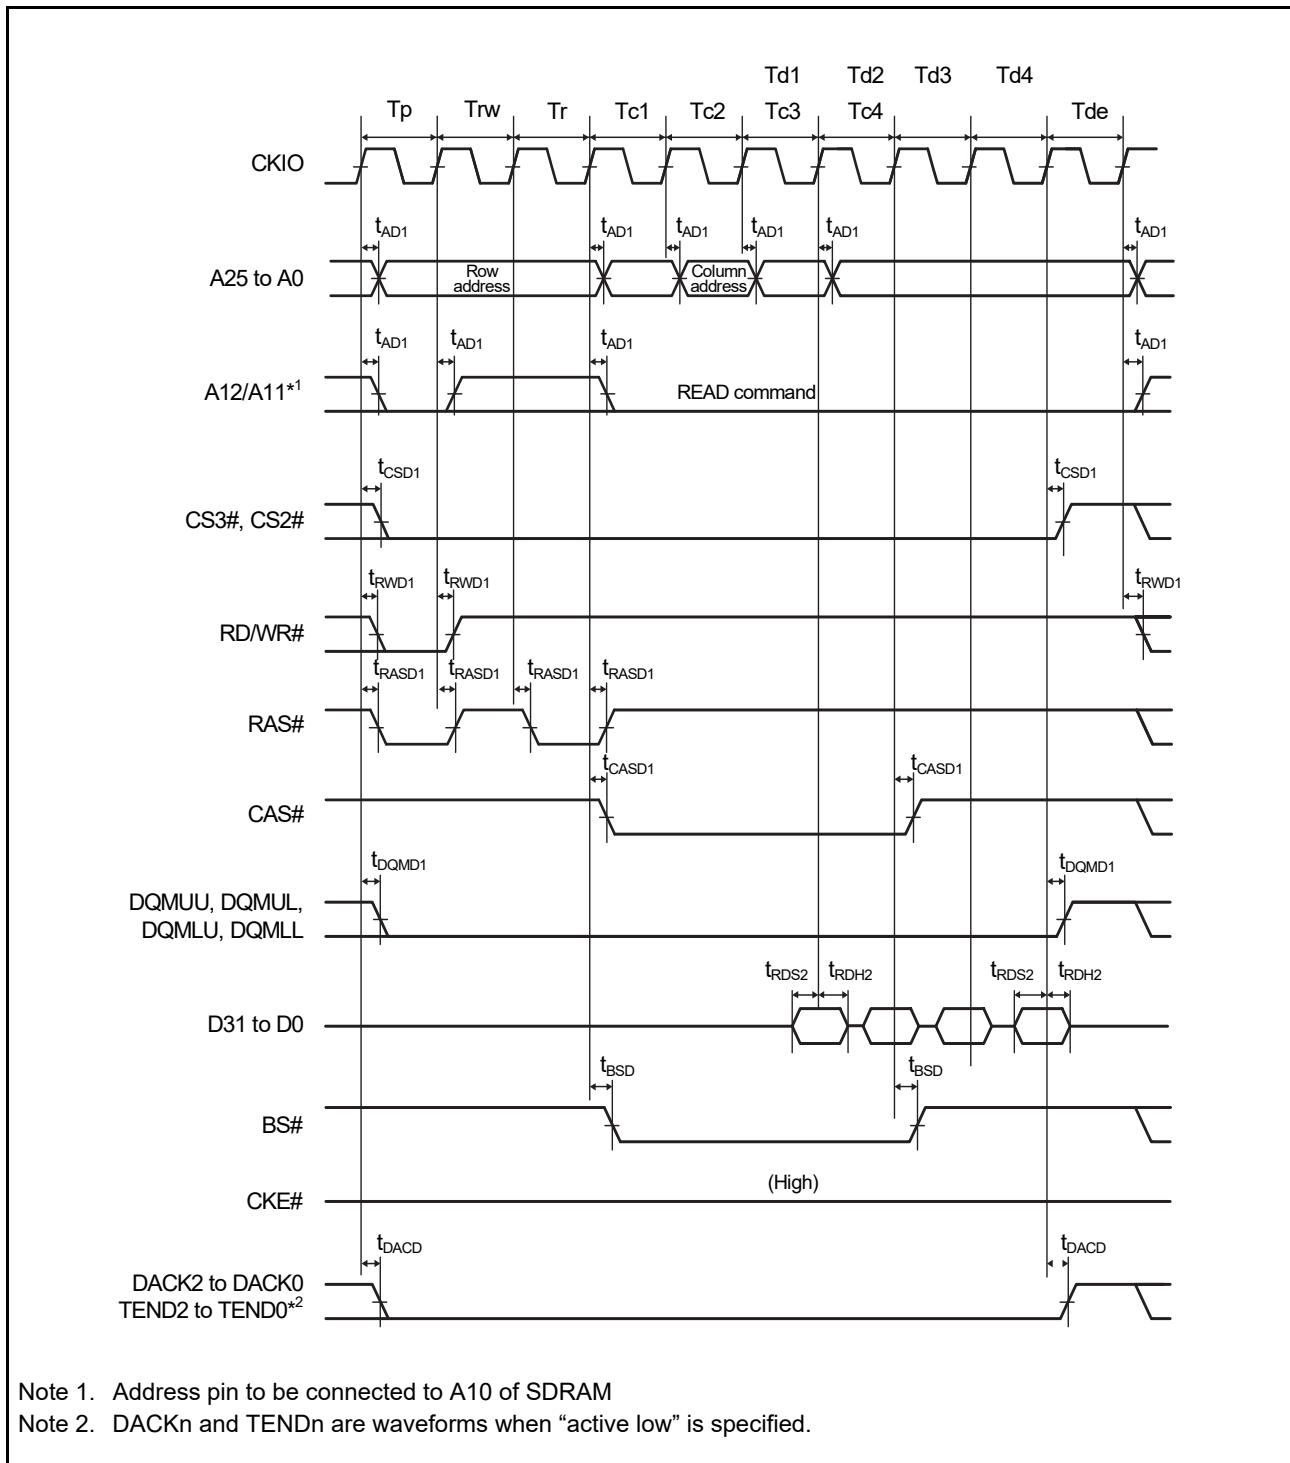 Td1 Td2 Td3 Td4
Tp Trw Tr Tc1 Tc2 Tc3 Tc4 Tde
CKIO
tAD1 tAD1 tAD1 tAD1 tAD1 tAD1
A25 to A0
Row address
Column address
tAD1 tAD1 tAD1 tAD1
A12/A11*1
READ command
tCSD1 tCSD1
CS3#, CS2#
tRWD1 tRWD1 tRWD1
RD/WR#
tRASD1 tRASD1 tRASD1 tRASD1
RAS#
tCASD1 tCASD1
CAS#
tDQMD1 tDQMD1
DQMUU, DQMUL,
DQMLU, DQMLL
tRDS2 tRDH2 tRDS2 tRDH2
D31 to D0
tBSD tBSD
BS#
(High)
CKE#
tDACD tDACD
DACK2 to DACK0
TEND2 to TEND0*2
Note 1. Address pin to be connected to A10 of SDRAM
Note 2. DACKn and TENDn are waveforms when “active low” is specified.